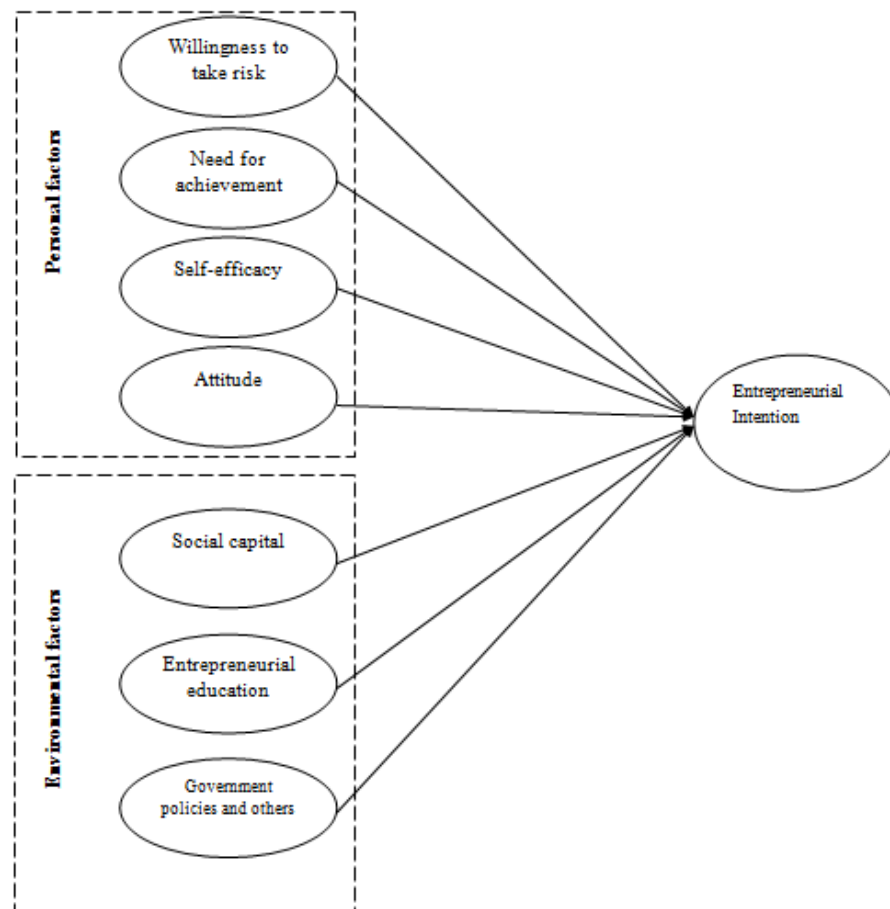 Personal factors
Willingness to
take risk
Need for
achievement
Self-efficacy
Attitude
Entrepreneurial
Intention
Environmental factors
Social capital
Entrepreneurial
education
Government
policies and others